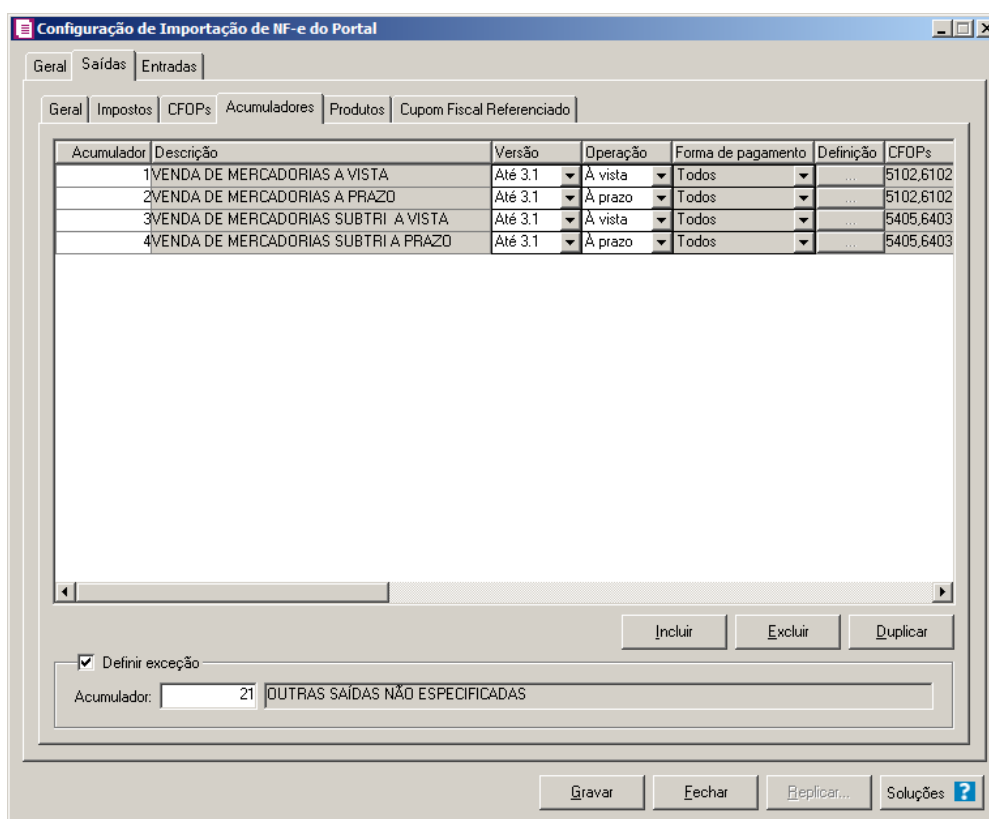 Configuração de Importação de NF-e do Portal
Geral Saídas Entradas
Geral Impostos CFOPs Acumuladores Produtos Cupom Fiscal Referenciado
Acumulador Descrição Versão Operação Forma de pagamento Definição CFOPs
1 VENDA DE MERCADORIAS A VISTA Até 3.1 À vista Todos ... 5102,6102
2 VENDA DE MERCADORIAS A PRAZO Até 3.1 À prazo Todos ... 5102,6102
3 VENDA DE MERCADORIAS SUBTRI A VISTA Até 3.1 À vista Todos ... 5405,6403
4 VENDA DE MERCADORIAS SUBTRI A PRAZO Até 3.1 À prazo Todos ... 5405,6403
Incluir Excluir Duplicar
Definir exceção
Acumulador: 21 OUTRAS SAÍDAS NÃO ESPECIFICADAS
Gravar Fechar Replicar... Soluções ?